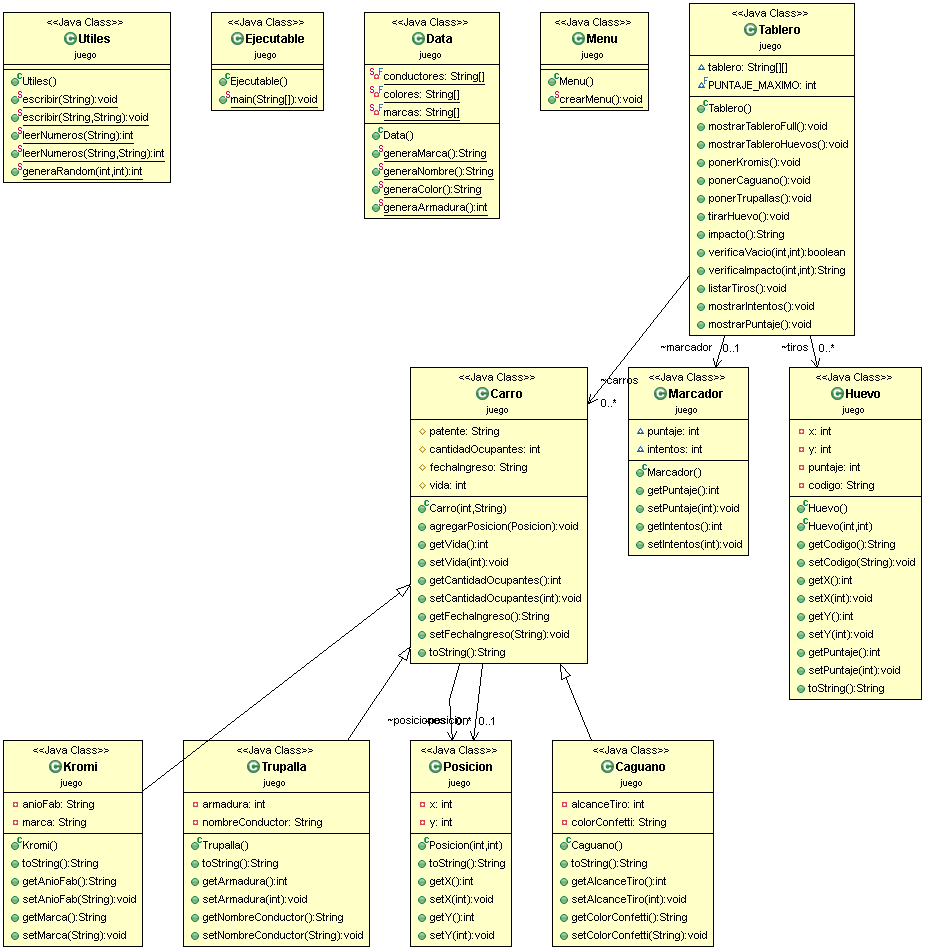 <<Java Class>>
Utiles
juego
Utiles()
escribir(String):void
escribir(String,String):void
leerNumeros(String):int
leerNumeros(String,String):int
generaRandom(int,int):int
<<Java Class>>
Ejecutable
juego
Ejecutable()
main(String[]):void
<<Java Class>>
Data
juego
conductores: String[]
colores: String[]
marcas: String[]
Data()
generaMarca():String
generaNombre():String
generaColor():String
generaArmadura():int
<<Java Class>>
Menu
juego
Menu()
crearMenu():void
<<Java Class>>
Tablero
juego
tablero: String[][]
PUNTAJE_MAXIMO: int
Tablero()
mostrarTableroFull():void
mostrarTableroHuevos():void
ponerKromis():void
ponerCaguano():void
ponerTrupallas():void
tirarHuevo():void
impacto():String
verificaVacio(int,int):boolean
verificaImpacto(int,int):String
listarTiros():void
mostrarIntentos():void
mostrarPuntaje():void
~marcador 0..1
~tiros 0..*
~carros
0..*
<<Java Class>>
Carro
juego
patente: String
cantidadOcupantes: int
fechaIngreso: String
vida: int
Carro(int,String)
agregarPosicion(Posicion):void
getVida():int
setVida(int):void
getCantidadOcupantes():int
setCantidadOcupantes(int):void
getFechaIngreso():String
setFechaIngreso(String):void
toString():String
<<Java Class>>
Marcador
juego
puntaje: int
intentos: int
Marcador()
getPuntaje():int
setPuntaje(int):void
getIntentos():int
setIntentos(int):void
<<Java Class>>
Huevo
juego
x: int
y: int
puntaje: int
codigo: String
Huevo()
Huevo(int,int)
getCodigo():String
setCodigo(String):void
getX():int
setX(int):void
getY():int
setY(int):void
getPuntaje():int
setPuntaje(int):void
toString():String
~posiciones 0..*
~posicion 0..1
<<Java Class>>
Kromi
juego
anioFab: String
marca: String
Kromi()
toString():String
getAnioFab():String
setAnioFab(String):void
getMarca():String
setMarca(String):void
<<Java Class>>
Trupalla
juego
armadura: int
nombreConductor: String
Trupalla()
toString():String
getArmadura():int
setArmadura(int):void
getNombreConductor():String
setNombreConductor(String):void
<<Java Class>>
Posicion
juego
x: int
y: int
Posicion(int,int)
toString():String
getX():int
setX(int):void
getY():int
setY(int):void
<<Java Class>>
Caguano
juego
alcanceTiro: int
colorConfetti: String
Caguano()
toString():String
getAlcanceTiro():int
setAlcanceTiro(int):void
getColorConfetti():String
setColorConfetti(String):void